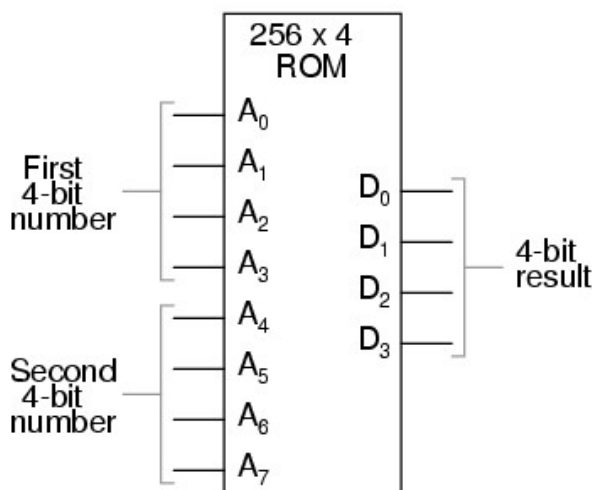 256 x 4
ROM
First
4-bit
number
A0
A1
A2
A3
Second
4-bit
number
A4
A5
A6
A7
D0
D1
D2
D3
4-bit
result